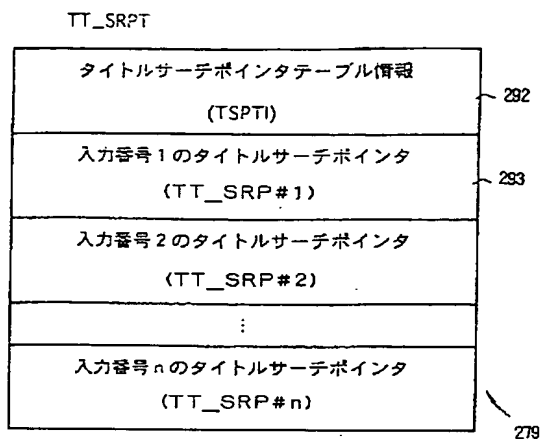 TT_SRPT
タイトルサーチポインタテーブル情報
(TSPTI)
292
入力番号1のタイトルサーチポインタ
(TT_SRP#1)
293
入力番号2のタイトルサーチポインタ
(TT_SRP#2)
⋮
入力番号nのタイトルサーチポインタ
(TT_SRP#n)
279